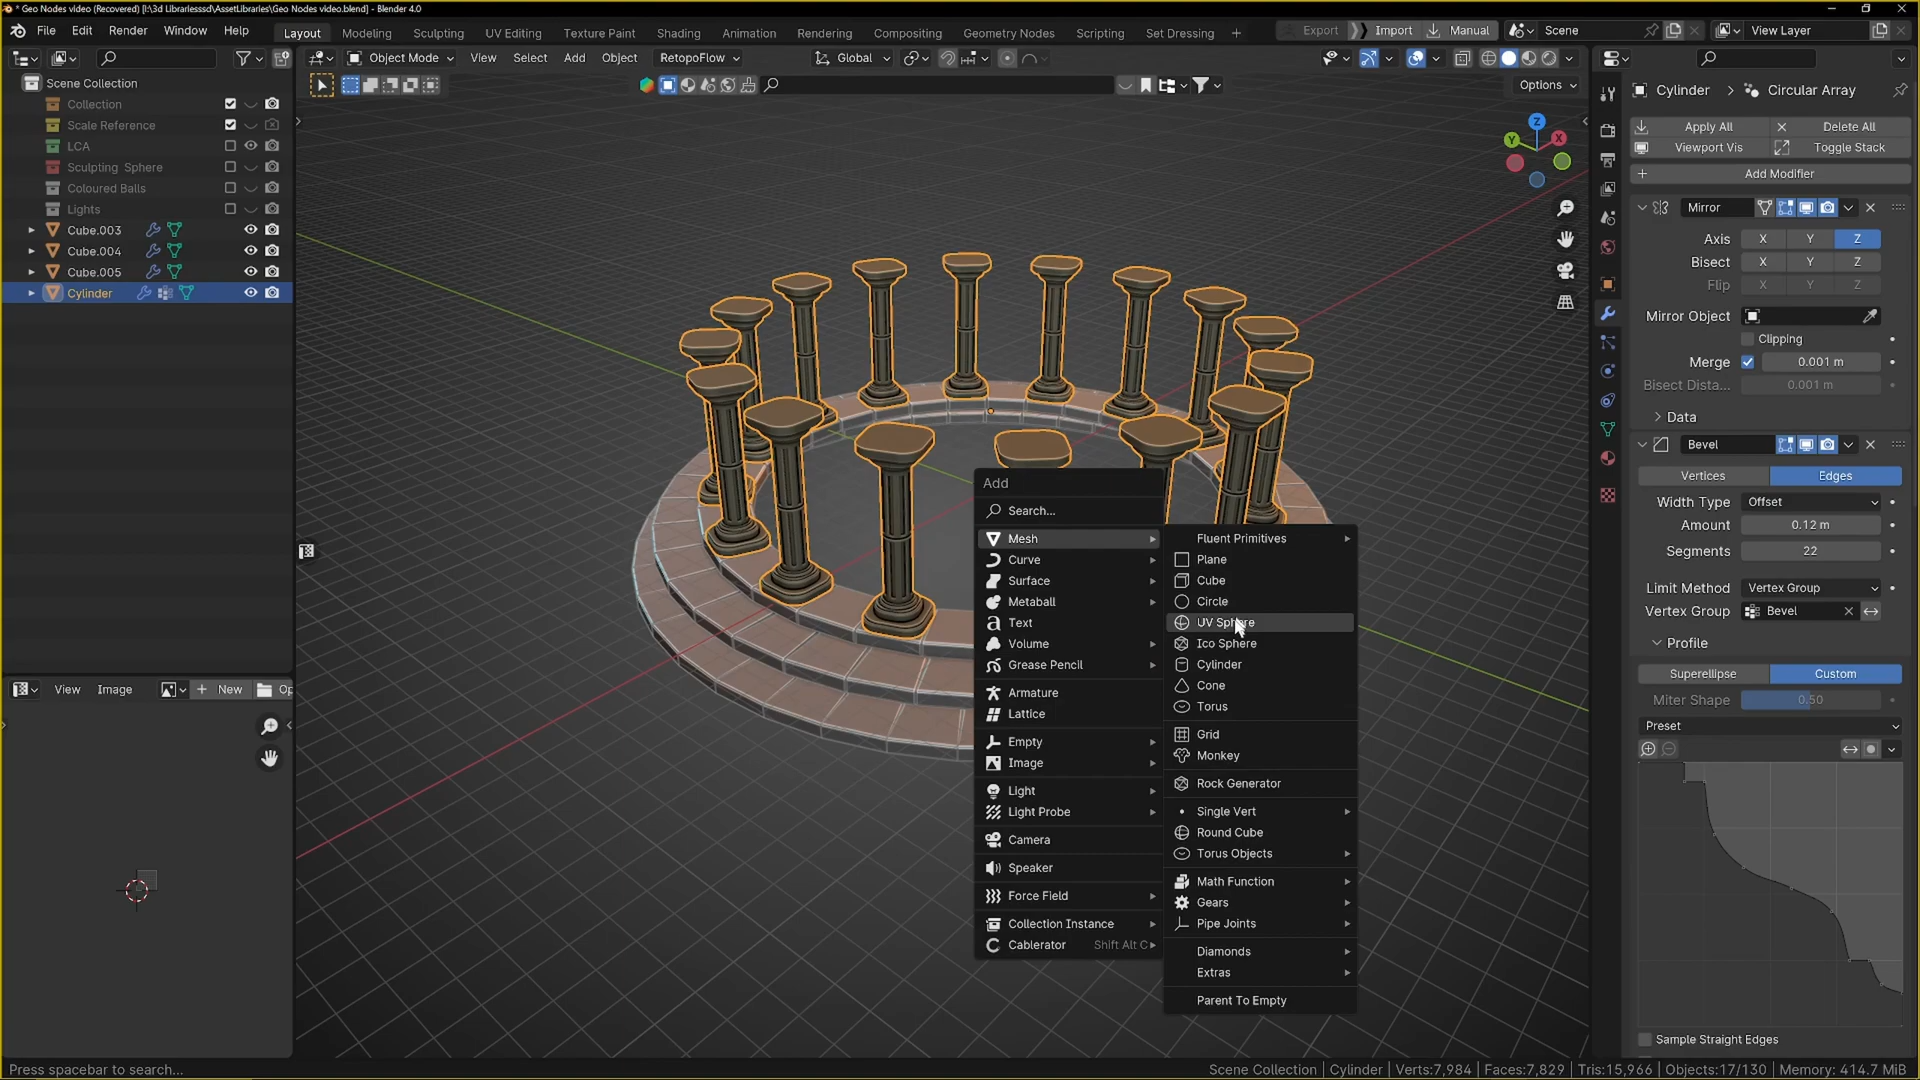 * Geo Nodes video (Recovered) [I:\3d Librariesssd\AssetLibraries\Geo Nodes video.blend] - Blender 4.0
File Edit Render Window Help
Layout Modeling Sculpting UV Editing Texture Paint Shading Animation Rendering Compositing Geometry Nodes Scripting Set Dressing +
Export Import Manual Scene View Layer
Object Mode View Select Add Object RetopoFlow Global
Options
Scene Collection
Collection
Scale Reference
LCA
Sculpting Sphere
Coloured Balls
Lights
Cube.003
Cube.004
Cube.005
Cylinder
View Image New Op
Z
Y
X
Add
Search...
Mesh
Curve
Surface
Metaball
Text
Volume
Grease Pencil
Armature
Lattice
Empty
Image
Light
Light Probe
Camera
Speaker
Force Field
Collection Instance
Cablerator Shift Alt C
Fluent Primitives
Plane
Cube
Circle
UV Sphere
Ico Sphere
Cylinder
Cone
Torus
Grid
Monkey
Rock Generator
Single Vert
Round Cube
Torus Objects
Math Function
Gears
Pipe Joints
Diamonds
Extras
Parent To Empty
Cylinder > Circular Array
Apply All Delete All
Viewport Vis Toggle Stack
Add Modifier
Mirror
Axis X Y Z
Bisect X Y Z
Flip X Y Z
Mirror Object
Clipping
Merge 0.001 m
Bisect Dista... 0.001 m
Data
Bevel
Vertices Edges
Width Type Offset
Amount 0.12 m
Segments 22
Limit Method Vertex Group
Vertex Group Bevel
Profile
Superellipse Custom
Miter Shape 0.50
Preset
Sample Straight Edges
Press spacebar to search...
Scene Collection | Cylinder | Verts:7,984 | Faces:7,829 | Tris:15,966 | Objects:17/130 | Memory: 414.7 MiB